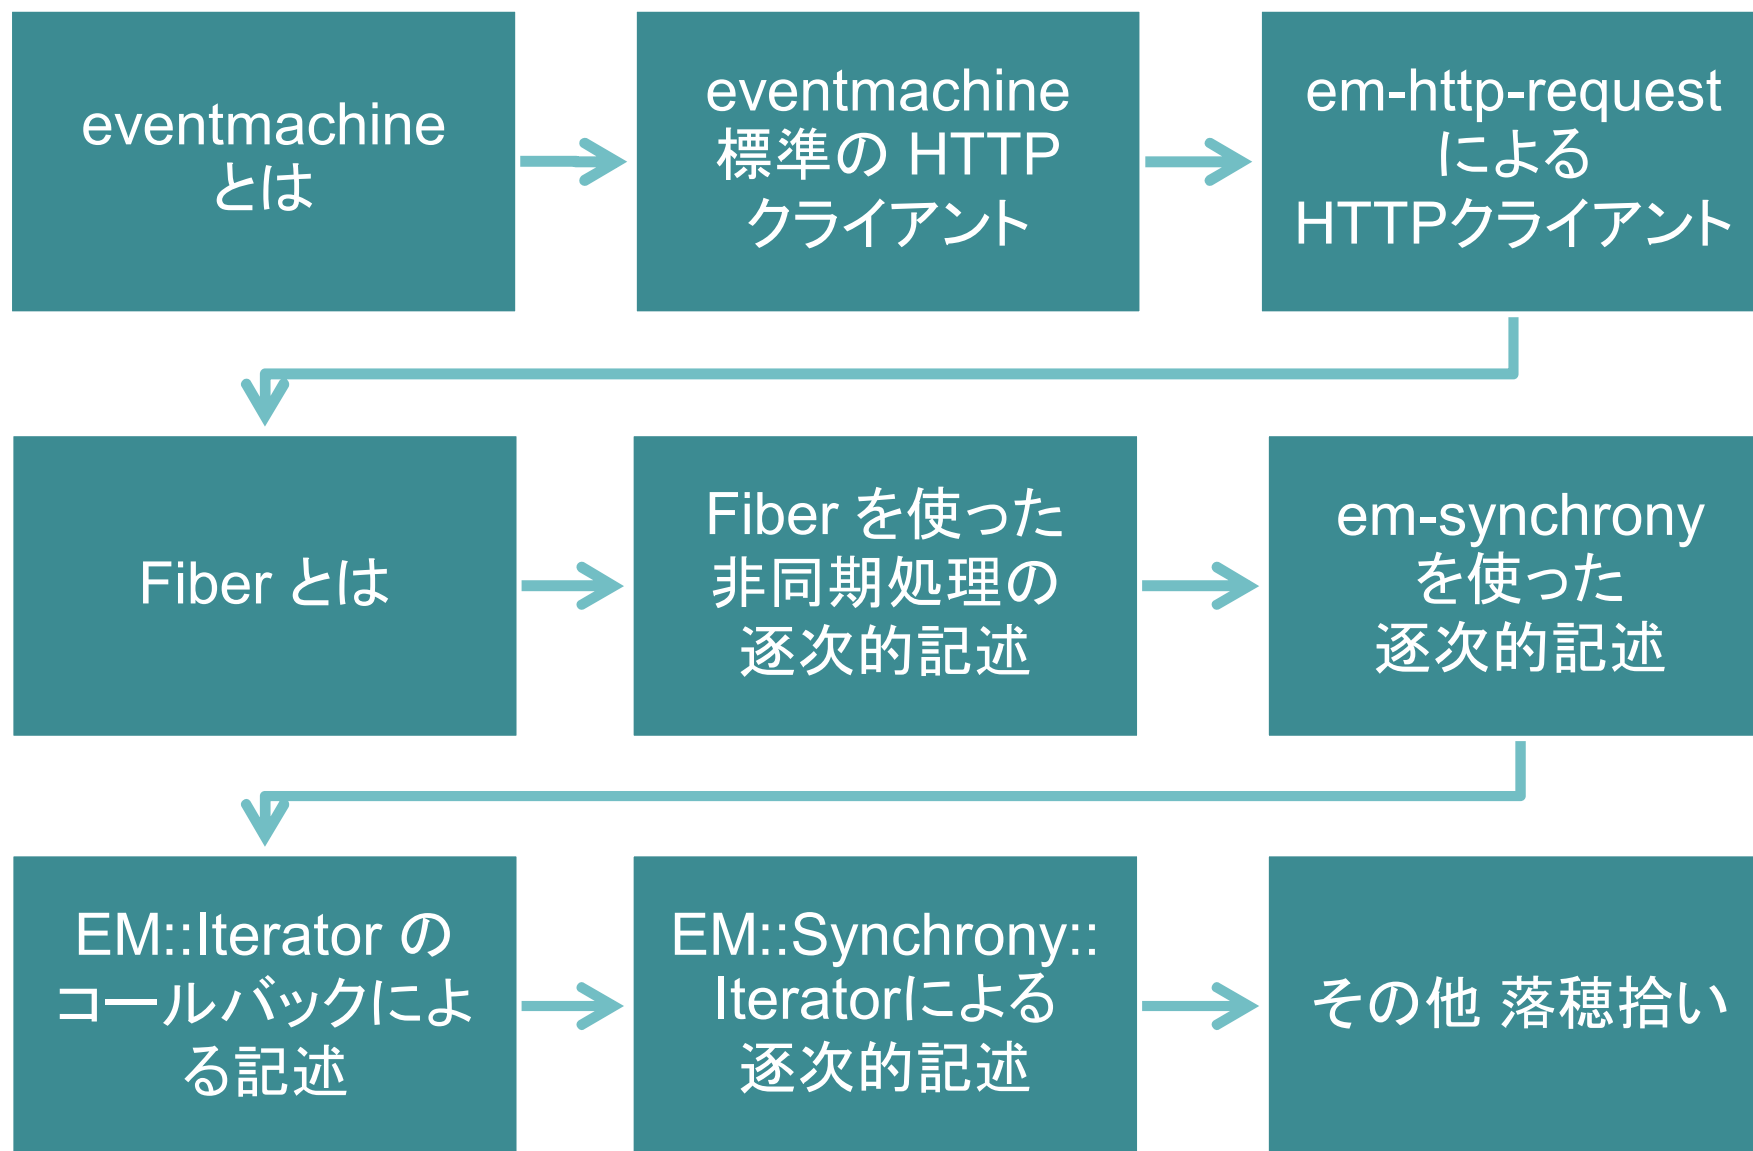 eventmachine
とは
eventmachine
標準の HTTP
クライアント
em-http-request
による
HTTPクライアント
Fiber とは
Fiber を使った
非同期処理の
逐次的記述
em-synchrony
を使った
逐次的記述
EM::Iterator の
コールバックによ
る記述
EM::Synchrony::
Iteratorによる
逐次的記述
その他 落穂拾い